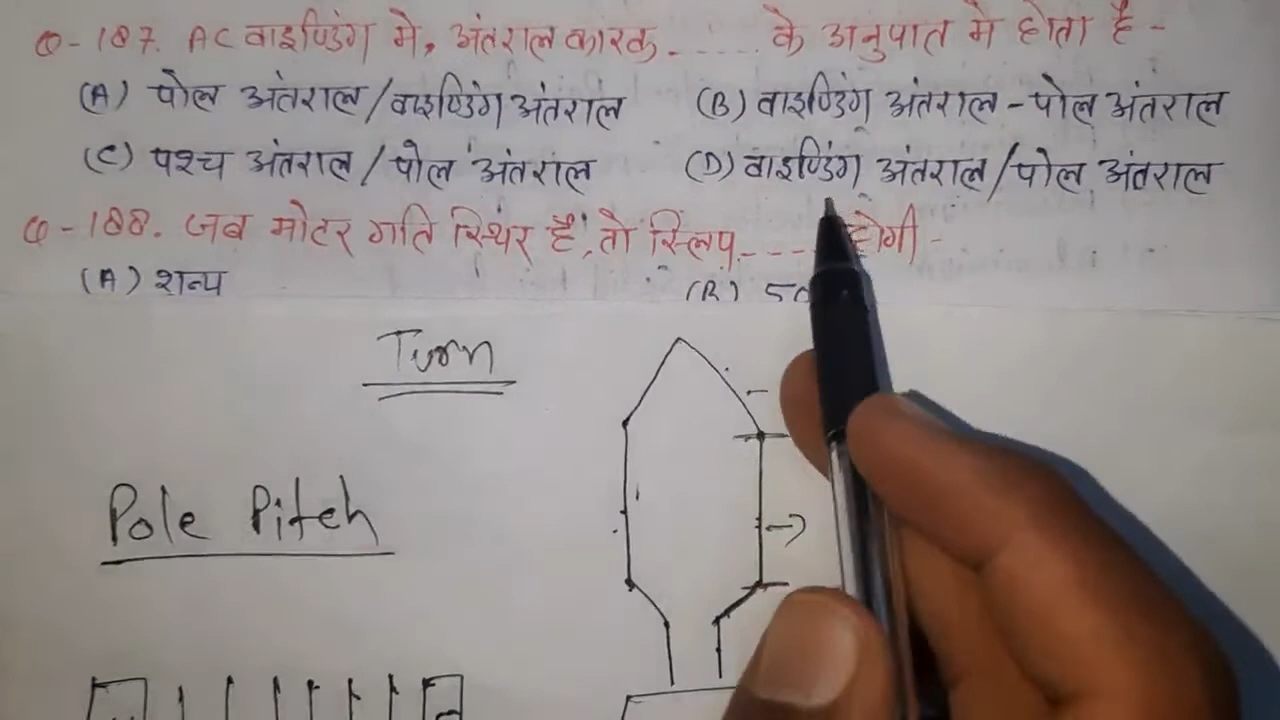 Q-187. AC वाइण्डिंग मे, अंतराल कारक ..... के अनुपात मे होता है -
(A) पोल अंतराल/वाइण्डिंग अंतराल (B) वाइण्डिंग अंतराल - पोल अंतराल
(C) पश्च अंतराल/पोल अंतराल (D) वाइण्डिंग अंतराल/पोल अंतराल
Q-188. जब मोटर गति स्थिर है, तो स्लिप ---- होगी -
(A) शून्य (B)
Turn
Pole Pitch